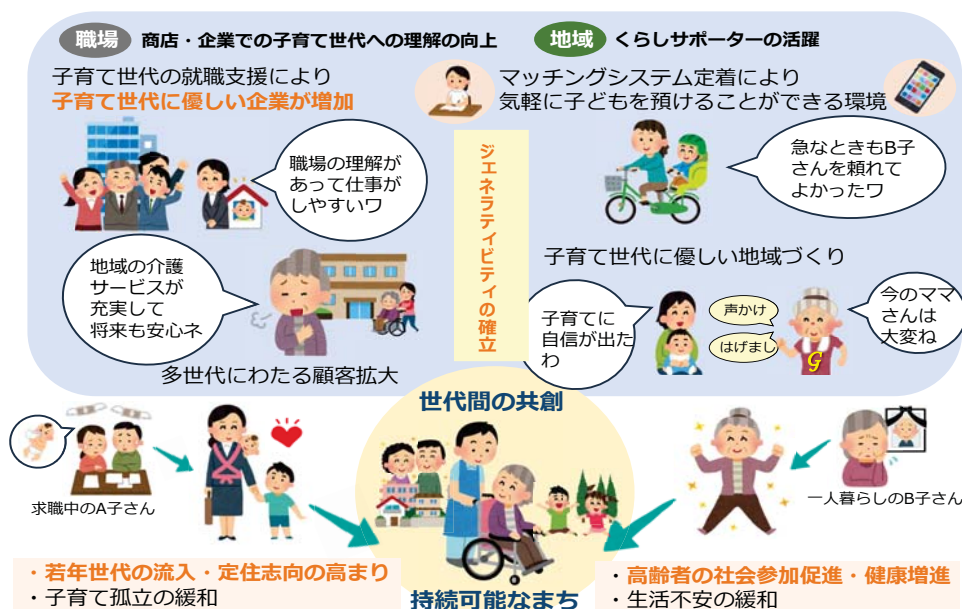 職場 商店・企業での子育て世代への理解の向上
子育て世代の就職支援により
子育て世代に優しい企業が増加
職場の理解が
あって仕事が
しやすいワ
地域の介護
サービスが
充実して
将来も安心ネ
多世代にわたる顧客拡大
ジエネラティビティの確立
地域 くらしサポーターの活躍
マッチングシステム定着により
気軽に子どもを預けることができる環境
急なときもB子
さんを頼れて
よかったワ
子育て世代に優しい地域づくり
子育てに
自信が出た
わ
声かけ
はげまし
今のママ
さんは
大変ね
G
世代間の共創
求職中のA子さん
一人暮らしのB子さん
・若年世代の流入・定住志向の高まり
・子育て孤立の緩和
持続可能なまち
・高齢者の社会参加促進・健康増進
・生活不安の緩和